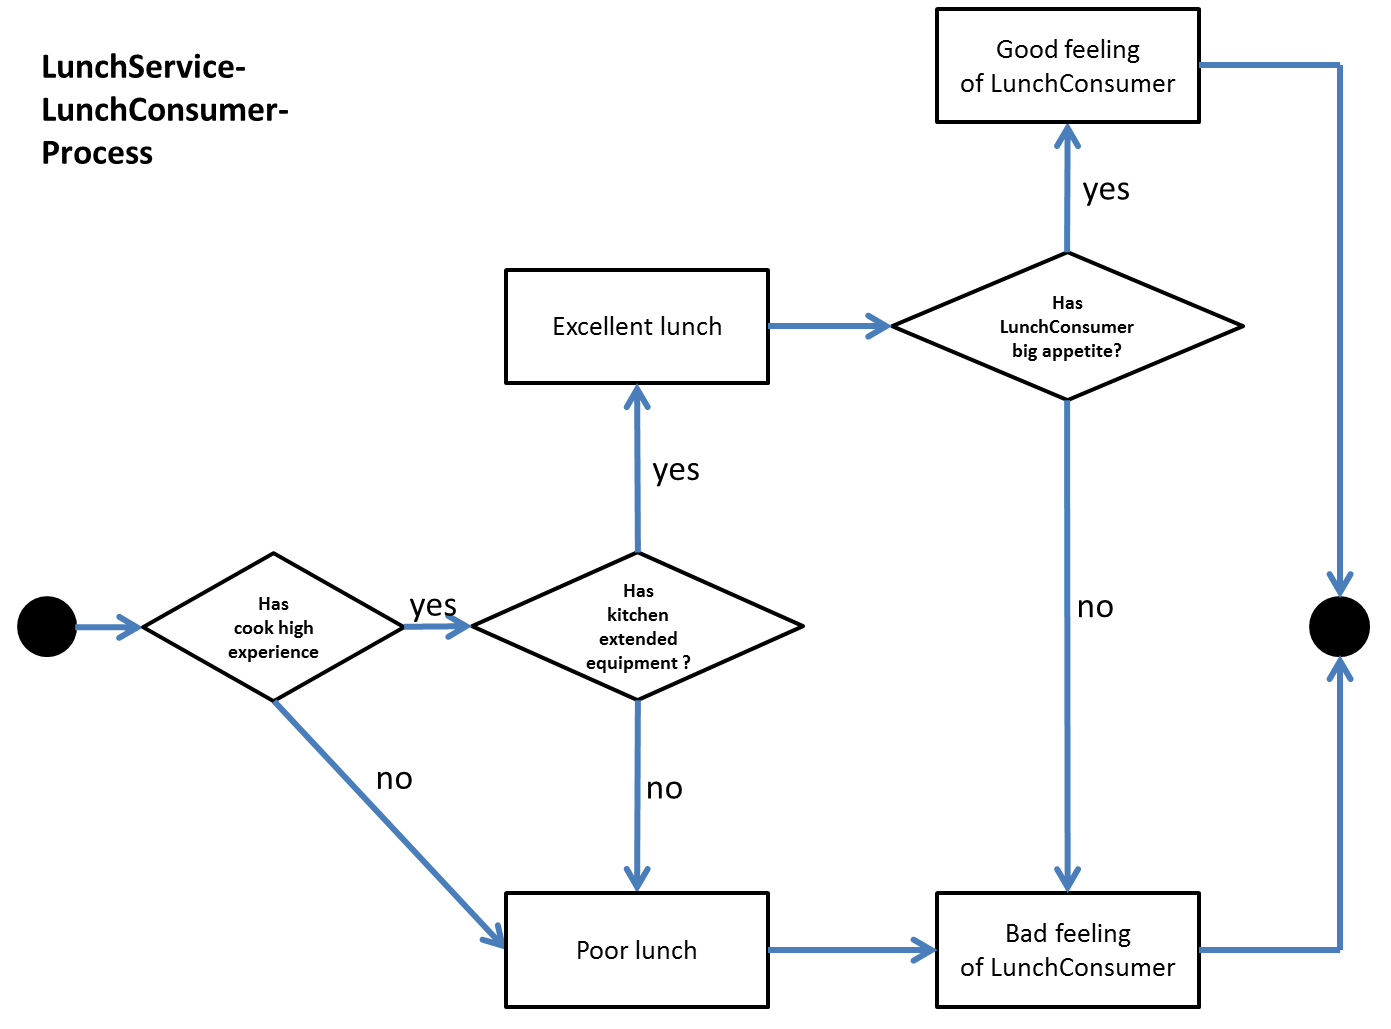 LunchService-
LunchConsumer-
Process
Good feeling
of LunchConsumer
yes
Has
LunchConsumer
big appetite?
Excellent lunch
yes
no
Has
cook high
experience
yes
Has
kitchen
extended
equipment ?
no
no
Poor lunch
Bad feeling
of LunchConsumer